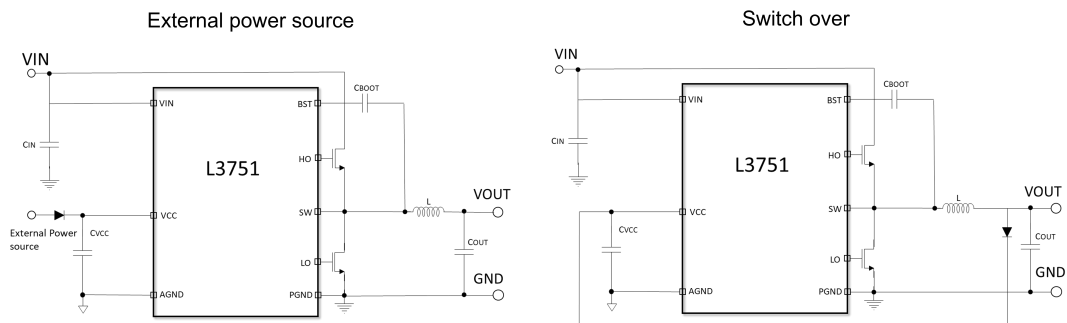 External power source
Switch over
VIN
CBOOT
VIN
BST
CIN
L3751
HO
SW
L
VOUT
VCC
External Power
source
CVCC
COUT
LO
GND
AGND
PGND
VIN
CBOOT
VIN
BST
CIN
L3751
HO
SW
L
VOUT
VCC
CVCC
COUT
LO
GND
AGND
PGND